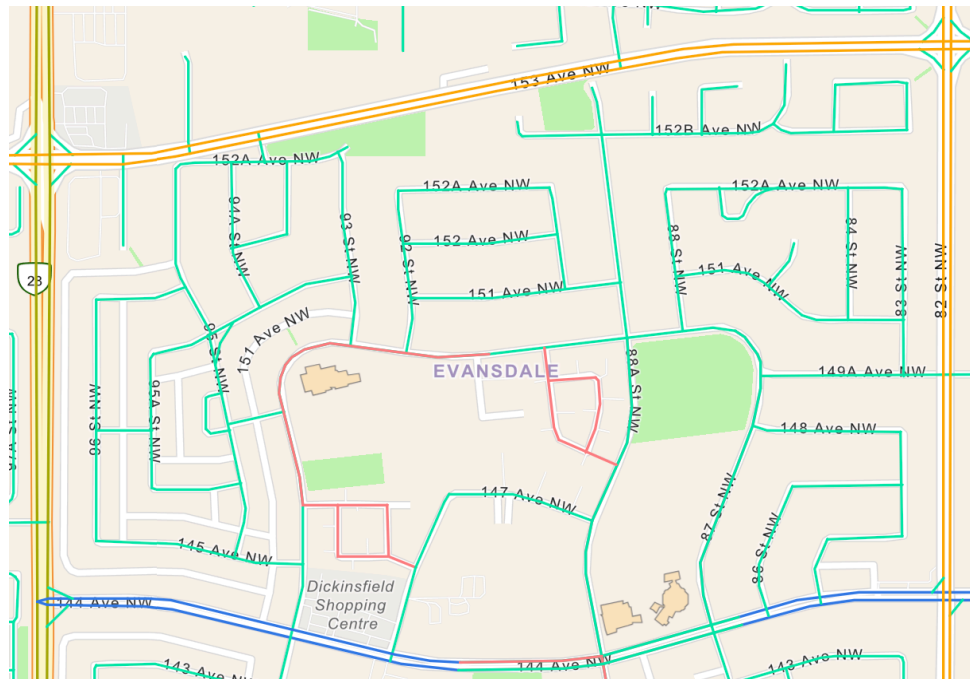 153 Ave NW
152B Ave NW
152A Ave NW
152A Ave NW
152A Ave NW
94A St NW
93 St NW
92 St NW
152 Ave NW
88 St NW
84 St NW
83 St NW
82 St NW
151 Ave NW
28
151 Ave NW
151 Ave NW
95 St NW
EVANSDALE
88A St NW
149A Ave NW
96 St NW
95A St NW
148 Ave NW
147 Ave NW
87 St NW
86 St NW
145 Ave NW
Dickinsfield
Shopping
Centre
144 Ave NW
144 Ave NW
143 Ave NW
143 Ave NW